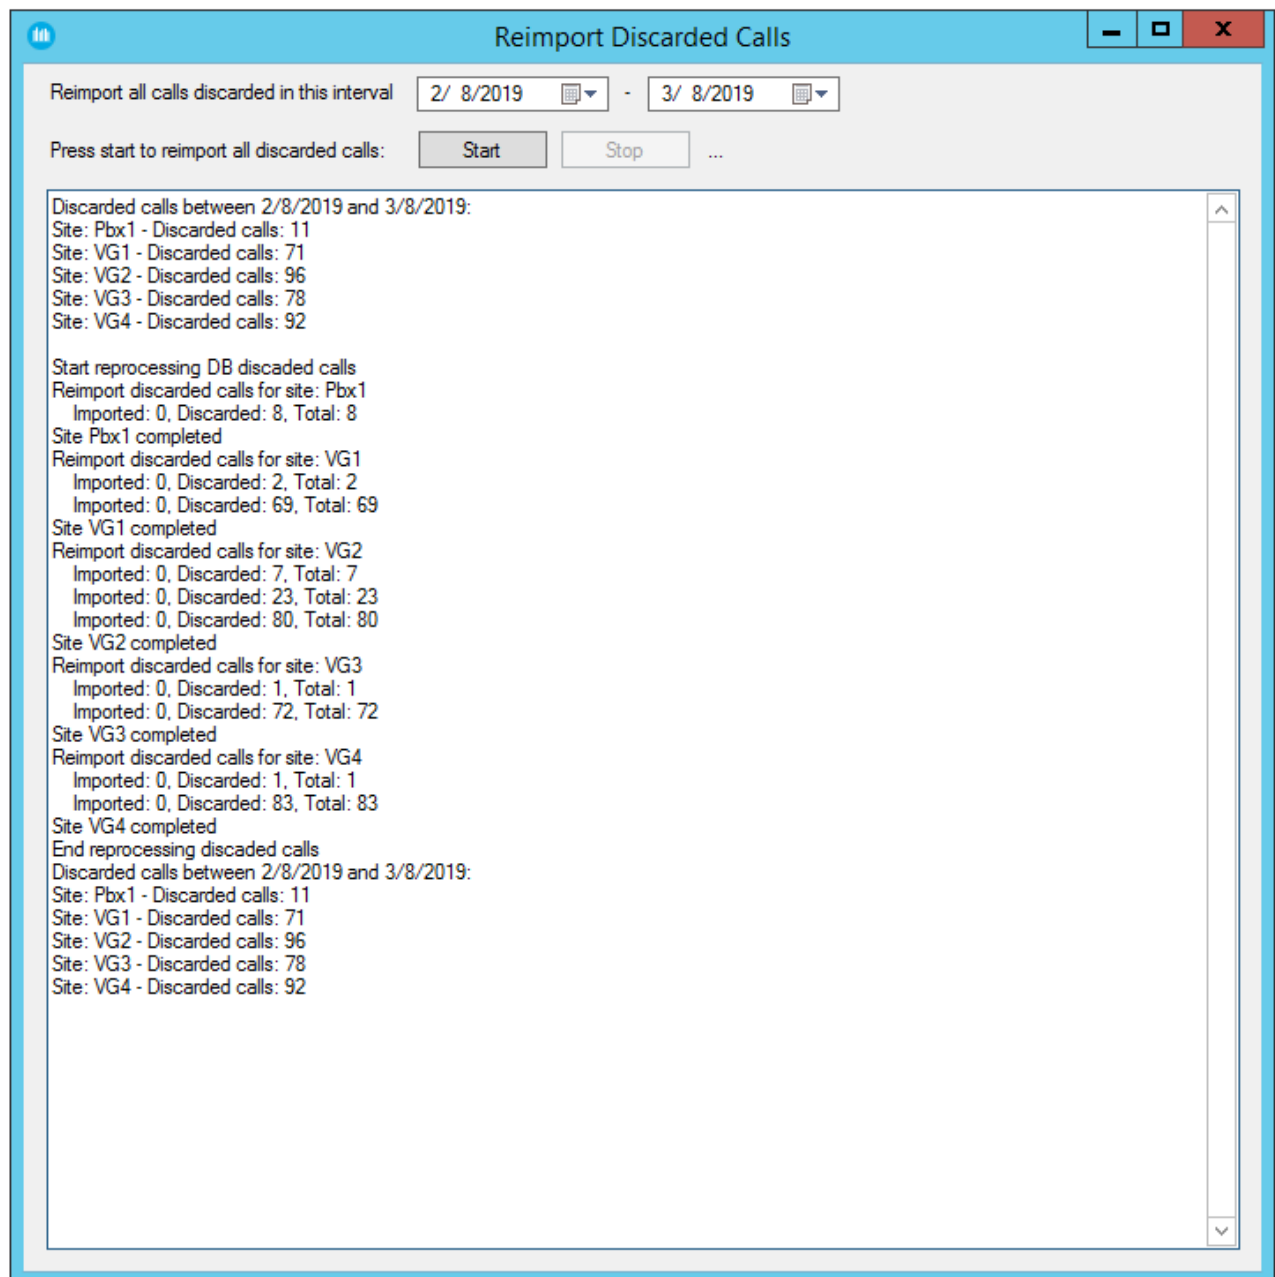 Reimport Discarded Calls
Reimport all calls discarded in this interval 2/ 8/2019 - 3/ 8/2019
Press start to reimport all discarded calls: Start Stop ...
Discarded calls between 2/8/2019 and 3/8/2019:
Site: Pbx1 - Discarded calls: 11
Site: VG1 - Discarded calls: 71
Site: VG2 - Discarded calls: 96
Site: VG3 - Discarded calls: 78
Site: VG4 - Discarded calls: 92
Start reprocessing DB discaded calls
Reimport discarded calls for site: Pbx1
Imported: 0, Discarded: 8, Total: 8
Site Pbx1 completed
Reimport discarded calls for site: VG1
Imported: 0, Discarded: 2, Total: 2
Imported: 0, Discarded: 69, Total: 69
Site VG1 completed
Reimport discarded calls for site: VG2
Imported: 0, Discarded: 7, Total: 7
Imported: 0, Discarded: 23, Total: 23
Imported: 0, Discarded: 80, Total: 80
Site VG2 completed
Reimport discarded calls for site: VG3
Imported: 0, Discarded: 1, Total: 1
Imported: 0, Discarded: 72, Total: 72
Site VG3 completed
Reimport discarded calls for site: VG4
Imported: 0, Discarded: 1, Total: 1
Imported: 0, Discarded: 83, Total: 83
Site VG4 completed
End reprocessing discaded calls
Discarded calls between 2/8/2019 and 3/8/2019:
Site: Pbx1 - Discarded calls: 11
Site: VG1 - Discarded calls: 71
Site: VG2 - Discarded calls: 96
Site: VG3 - Discarded calls: 78
Site: VG4 - Discarded calls: 92